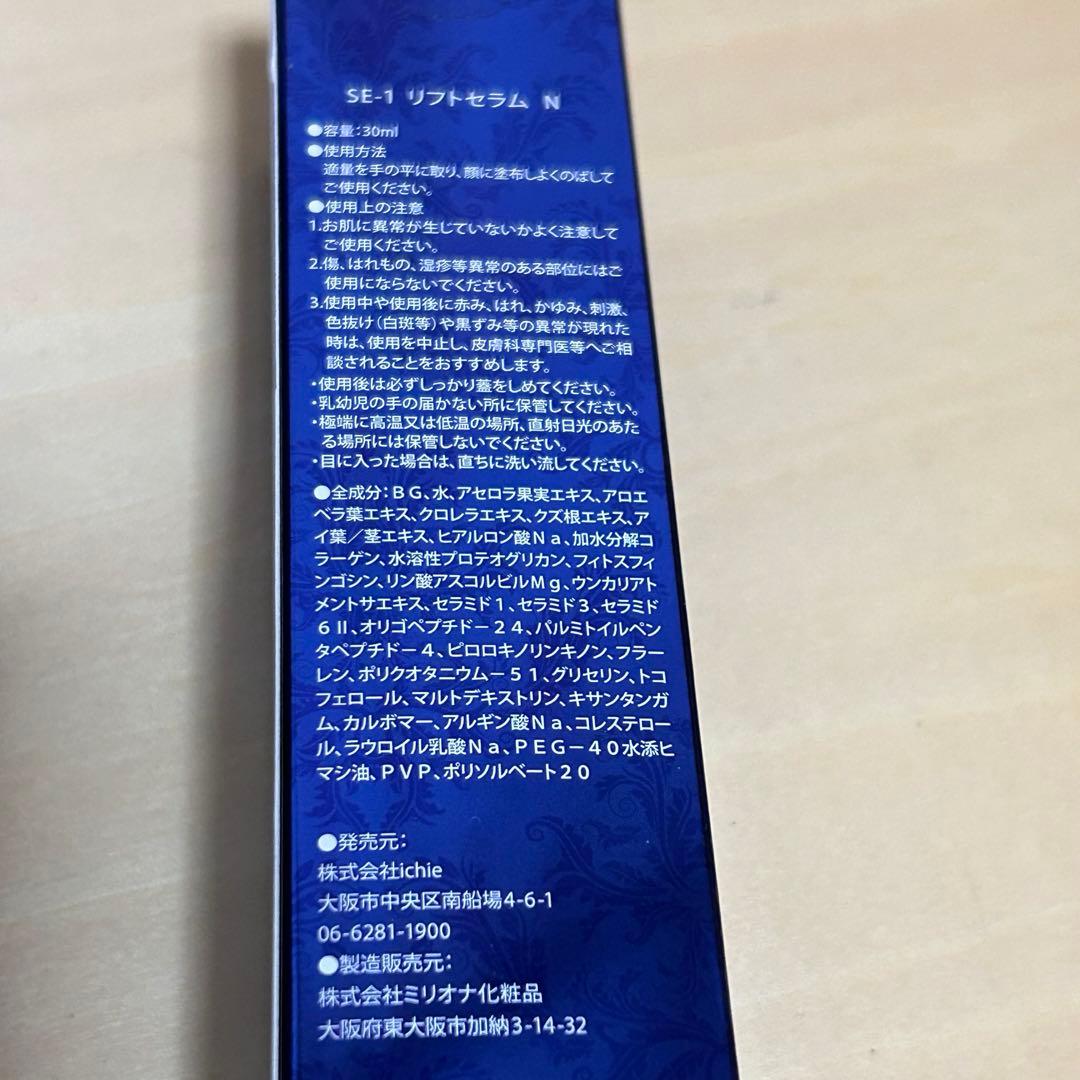 SE-1 リフトセラム N
●容量:30ml
●使用方法
適量を手の平に取り、顔に塗布しよくのばして
ご使用ください。
●使用上の注意
1.お肌に異常が生じていないかよく注意して
ご使用ください。
2.傷、はれもの、湿疹等異常のある部位にはご
使用にならないでください。
3.使用中や使用後に赤み、はれ、かゆみ、刺激、
色抜け(白斑等)や黒ずみ等の異常が現れた
時は、使用を中止し、皮膚科専門医等へご相
談されることをおすすめします。
・使用後は必ずしっかり蓋をしめてください。
・乳幼児の手の届かない所に保管してください。
・極端に高温又は低温の場所、直射日光のあた
る場所には保管しないでください。
・目に入った場合は、直ちに洗い流してください。
●全成分:ＢＧ、水、アセロラ果実エキス、アロエ
ベラ葉エキス、クロレラエキス、クズ根エキス、ア
イ葉／茎エキス、ヒアルロン酸Ｎａ、加水分解コ
ラーゲン、水溶性プロテオグリカン、フィトスフィ
ンゴシン、リン酸アスコルビルＭｇ、ウンカリアト
メントサエキス、セラミド１、セラミド３、セラミド
６Ⅱ、オリゴペプチド－２４、パルミトイルペン
タペプチド－４、ピロロキノリンキノン、フラー
レン、ポリクオタニウム－５１、グリセリン、トコ
フェロール、マルトデキストリン、キサンタンガ
ム、カルボマー、アルギン酸Ｎａ、コレステロー
ル、ラウロイル乳酸Ｎａ、ＰＥＧ－４０水添ヒ
マシ油、ＰＶＰ、ポリソルベート２０
●発売元:
株式会社ichie
大阪市中央区南船場4-6-1
06-6281-1900
●製造販売元:
株式会社ミリオナ化粧品
大阪府東大阪市加納3-14-32